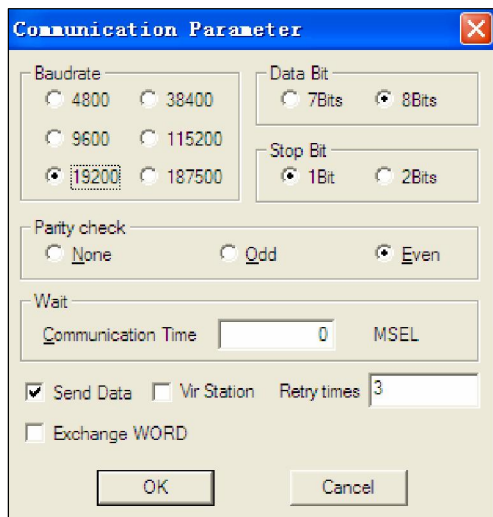 Communication Parameter
Baudrate
4800 38400
9600 115200
19200 187500
Data Bit
7Bits 8Bits
Stop Bit
1Bit 2Bits
Parity check
None Odd Even
Wait
Communication Time 0 MSEL
Send Data Vir Station Retry times 3
Exchange WORD
OK Cancel